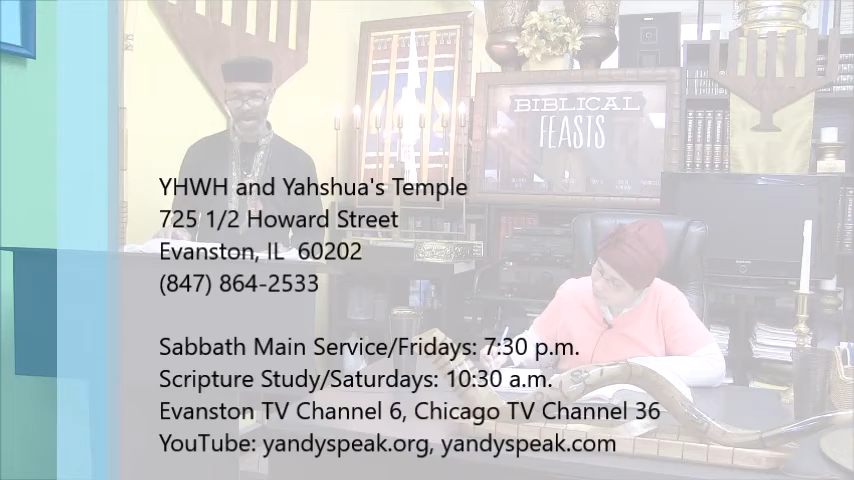 BIBLICAL
FEASTS
YHWH and Yahshua's Temple
725 1/2 Howard Street
Evanston, IL  60202
(847) 864-2533
Sabbath Main Service/Fridays: 7:30 p.m.
Scripture Study/Saturdays: 10:30 a.m.
Evanston TV Channel 6, Chicago TV Channel 36
YouTube: yandyspeak.org, yandyspeak.com